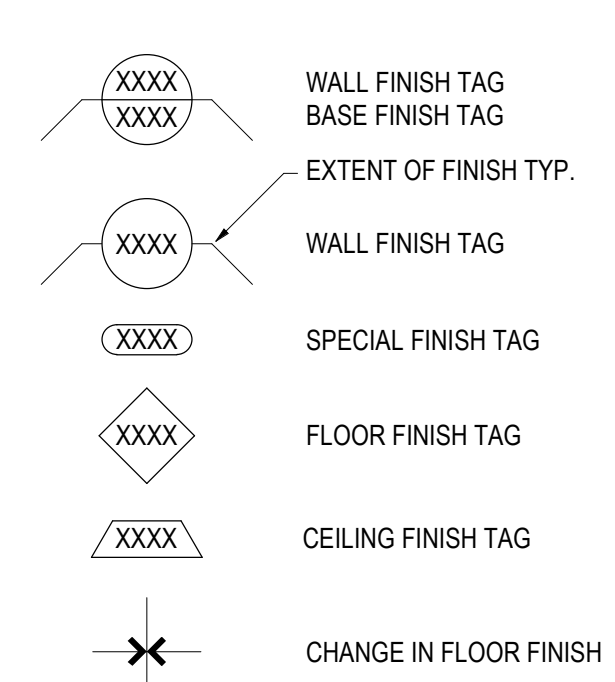 XXXX WALL FINISH TAG
XXXX BASE FINISH TAG
EXTENT OF FINISH TYP.
XXXX WALL FINISH TAG
XXXX SPECIAL FINISH TAG
XXXX FLOOR FINISH TAG
XXXX CEILING FINISH TAG
CHANGE IN FLOOR FINISH